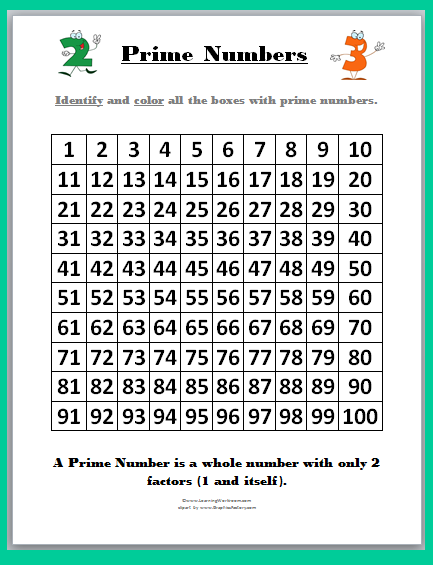 2
Prime Numbers
3
Identify and color all the boxes with prime numbers.
1 2 3 4 5 6 7 8 9 10
11 12 13 14 15 16 17 18 19 20
21 22 23 24 25 26 27 28 29 30
31 32 33 34 35 36 37 38 39 40
41 42 43 44 45 46 47 48 49 50
51 52 53 54 55 56 57 58 59 60
61 62 63 64 65 66 67 68 69 70
71 72 73 74 75 76 77 78 79 80
81 82 83 84 85 86 87 88 89 90
91 92 93 94 95 96 97 98 99 100
A Prime Number is a whole number with only 2
factors (1 and itself).
by